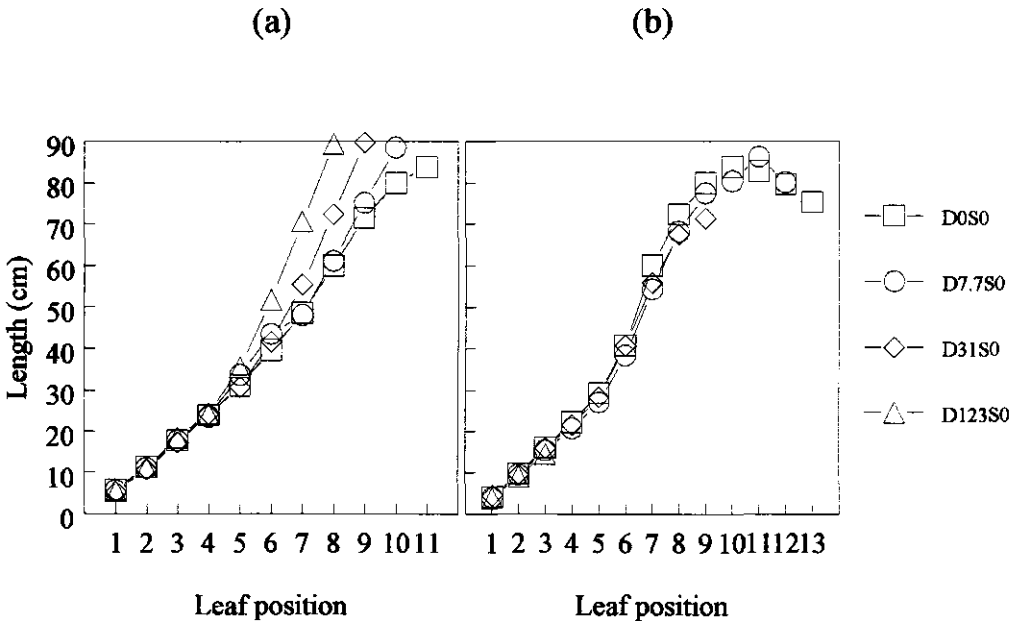 (a) (b)
90
80
70
60
50
40
30
20
10
0
Length (cm)
1 2 3 4 5 6 7 8 9 10 11
1 2 3 4 5 6 7 8 9 10 11 12 13
Leaf position Leaf position
D0S0
D7.7S0
D31S0
D123S0